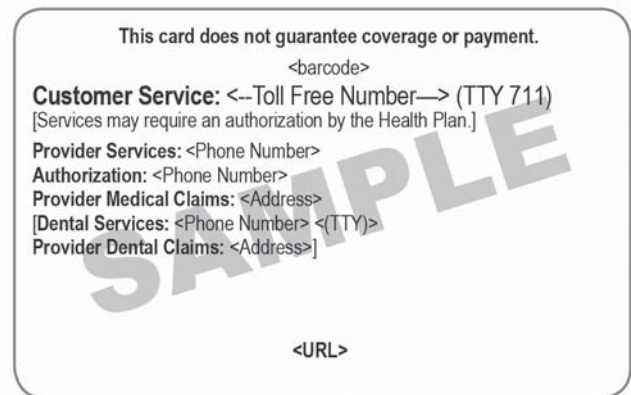 This card does not guarantee coverage or payment.
<barcode>
Customer Service: <--Toll Free Number—> (TTY 711)
[Services may require an authorization by the Health Plan.]
Provider Services: <Phone Number>
Authorization: <Phone Number>
Provider Medical Claims: <Address>
[Dental Services: <Phone Number> <(TTY)>
Provider Dental Claims: <Address>]
SAMPLE
<URL>